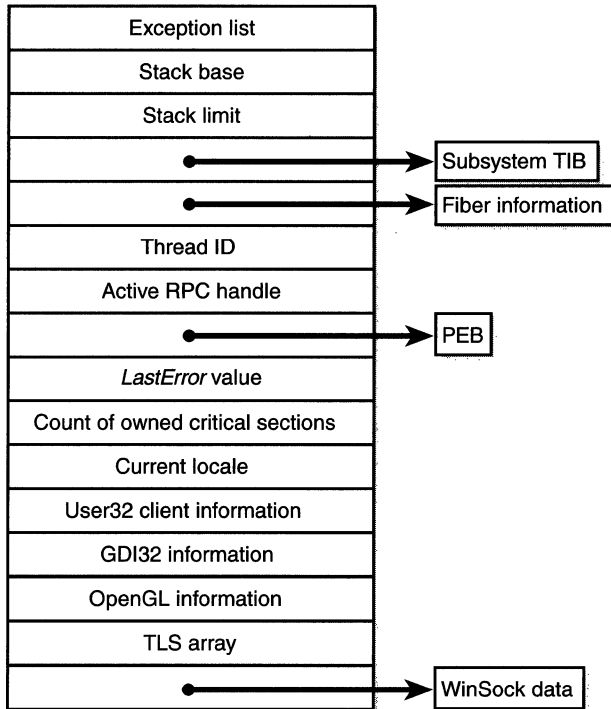 Exception list
Stack base
Stack limit
Subsystem TIB
Fiber information
Thread ID
Active RPC handle
PEB
LastError value
Count of owned critical sections
Current locale
User32 client information
GDI32 information
OpenGL information
TLS array
WinSock data